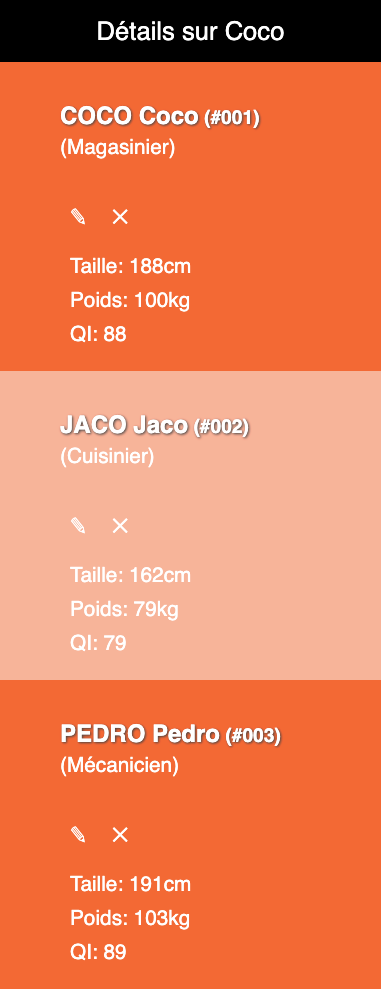 Détails sur Coco
COCO Coco (#001)
(Magasinier)
✎ ✕
Taille: 188cm
Poids: 100kg
QI: 88
JACO Jaco (#002)
(Cuisinier)
✎ ✕
Taille: 162cm
Poids: 79kg
QI: 79
PEDRO Pedro (#003)
(Mécanicien)
✎ ✕
Taille: 191cm
Poids: 103kg
QI: 89